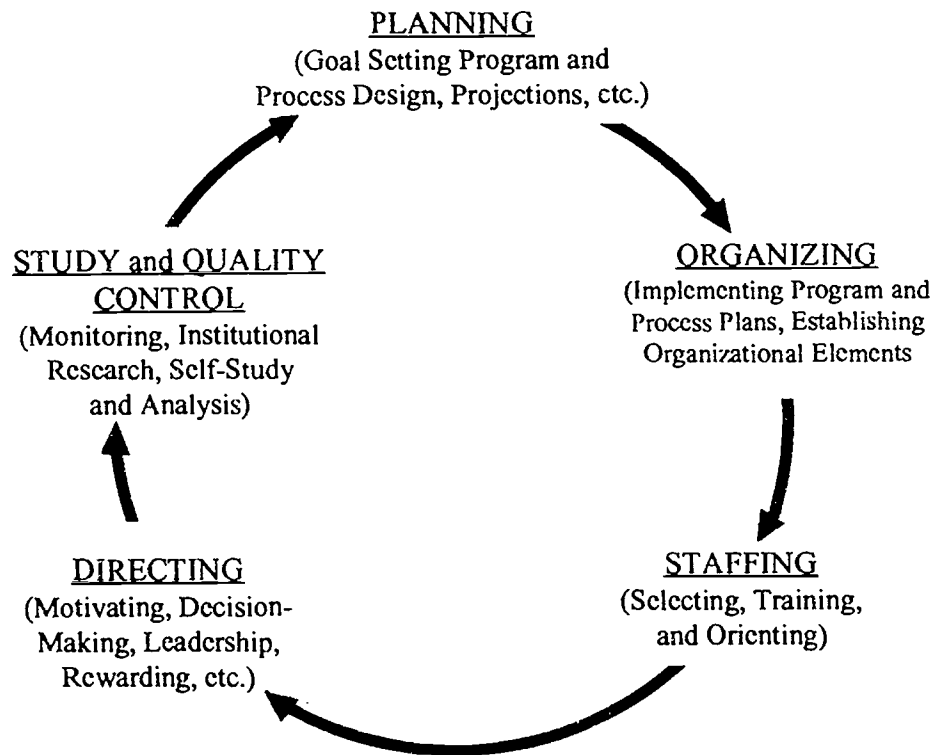 PLANNING
(Goal Setting Program and
Process Design, Projections, etc.)
ORGANIZING
(Implementing Program and
Process Plans, Establishing
Organizational Elements
STAFFING
(Selecting, Training,
and Orienting)
DIRECTING
(Motivating, Decision-
Making, Leadership,
Rewarding, etc.)
STUDY and QUALITY
CONTROL
(Monitoring, Institutional
Research, Self-Study
and Analysis)